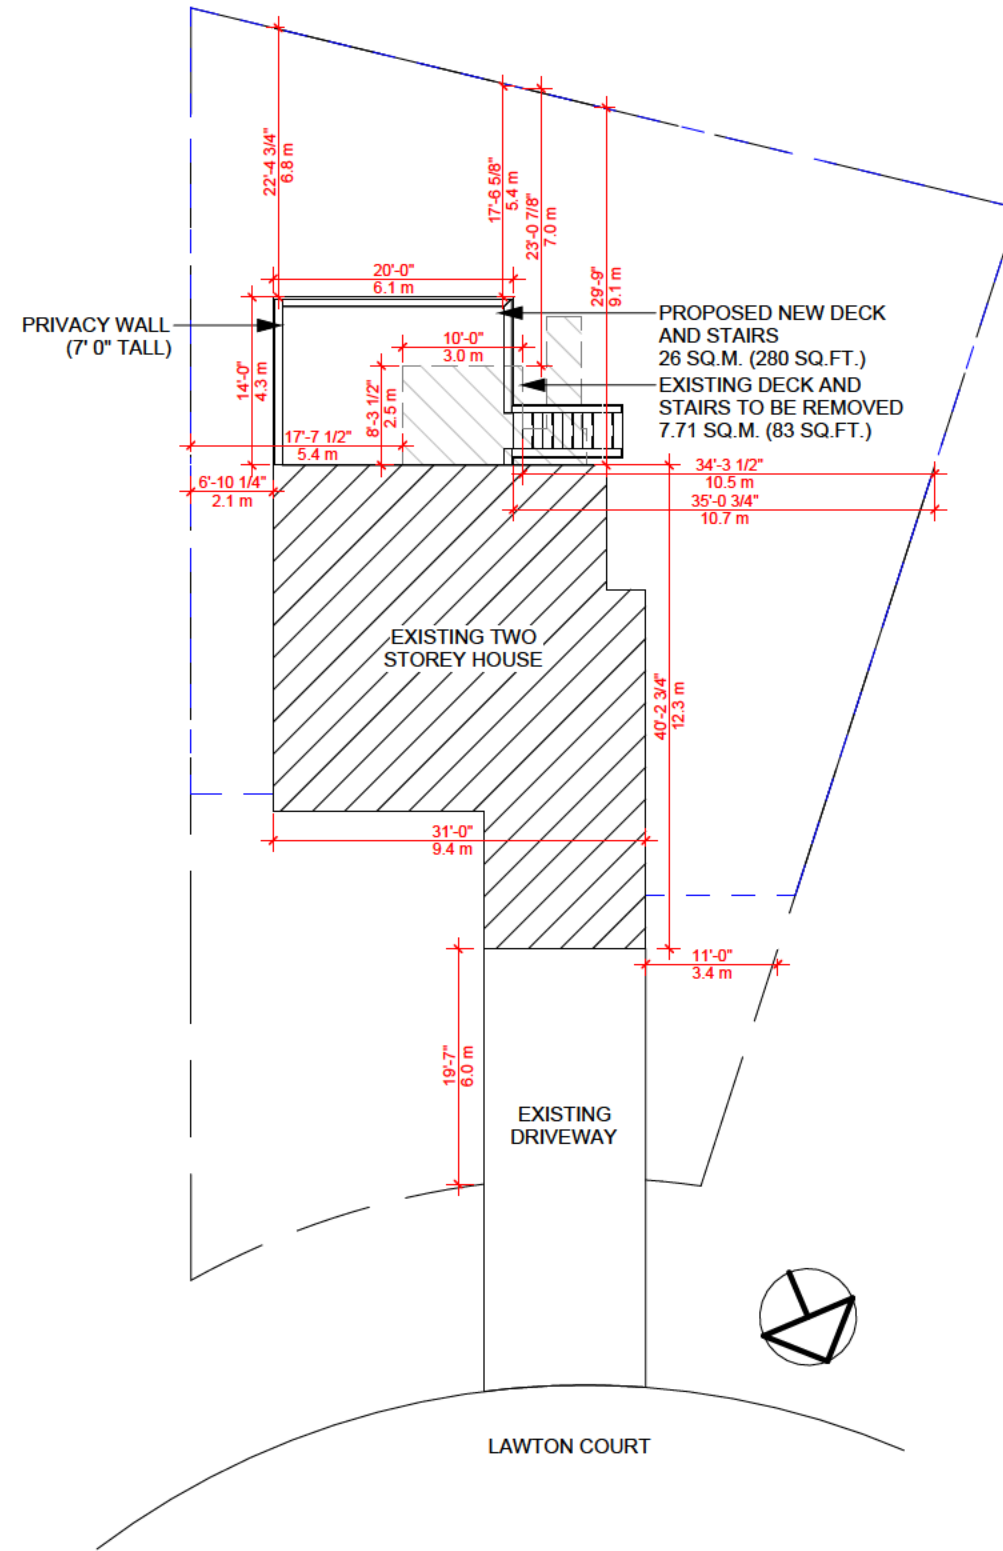 22'-4 3/4"
6.8 m
17'-6 5/8"
5.4 m
23'-0 7/8"
7.0 m
29'-9"
9.1 m
20'-0"
6.1 m
PRIVACY WALL
(7' 0" TALL)
PROPOSED NEW DECK
AND STAIRS
26 SQ.M. (280 SQ.FT.)
EXISTING DECK AND
STAIRS TO BE REMOVED
7.71 SQ.M. (83 SQ.FT.)
10'-0"
3.0 m
14'-0"
4.3 m
8'-3 1/2"
2.5 m
17'-7 1/2"
5.4 m
6'-10 1/4"
2.1 m
34'-3 1/2"
10.5 m
35'-0 3/4"
10.7 m
EXISTING TWO
STOREY HOUSE
40'-2 3/4"
12.3 m
31'-0"
9.4 m
11'-0"
3.4 m
19'-7"
6.0 m
EXISTING
DRIVEWAY
LAWTON COURT